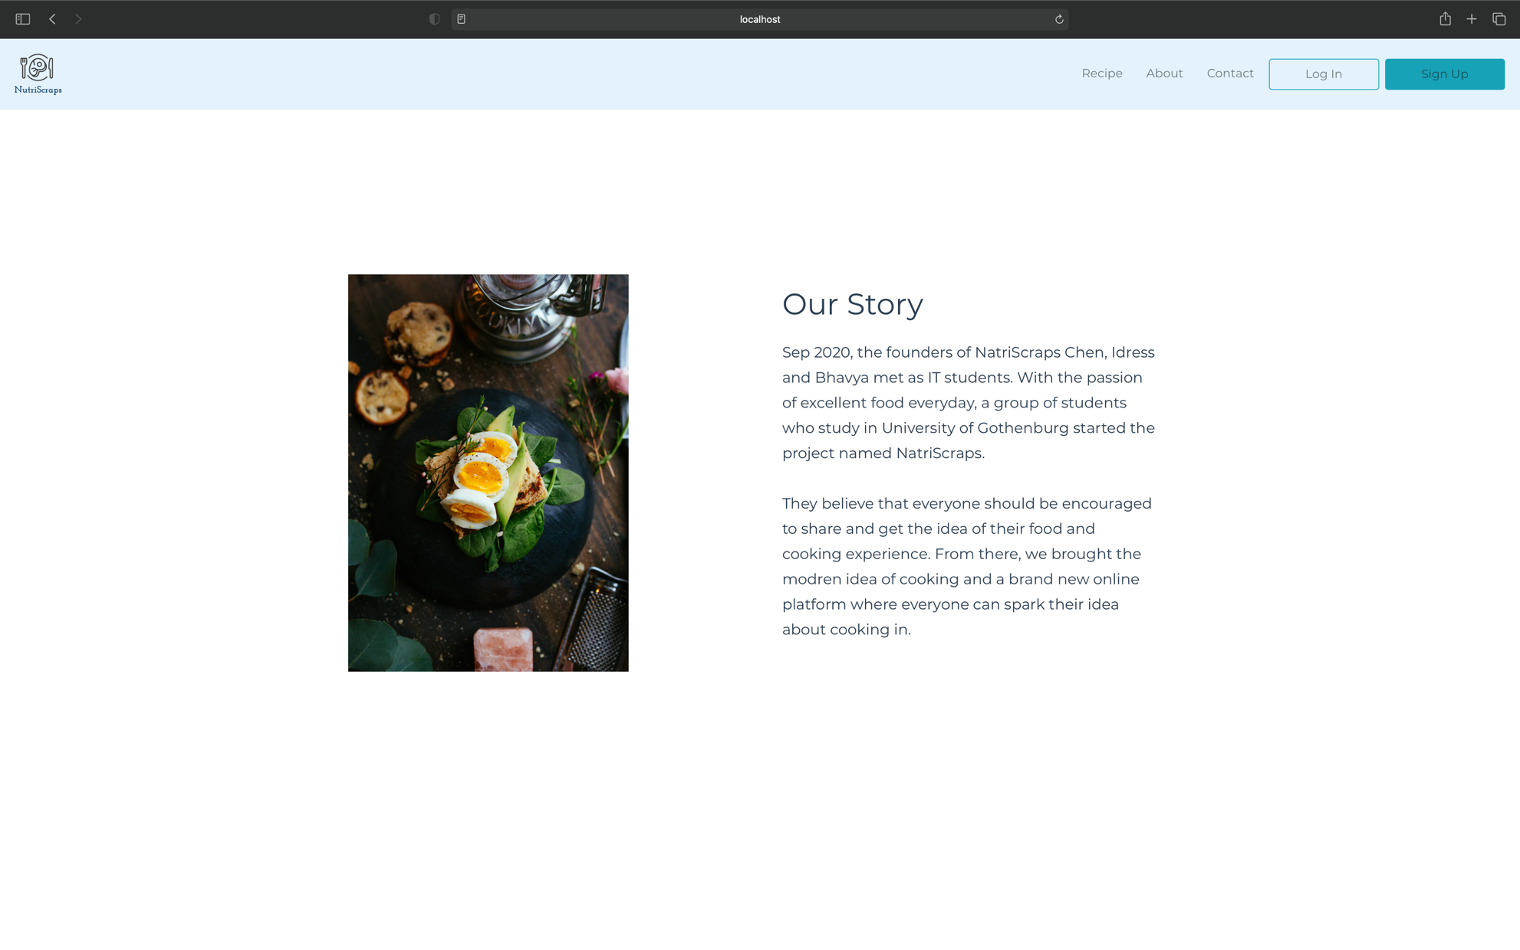 localhost
NutriScraps
Recipe About Contact Log In Sign Up
Our Story
Sep 2020, the founders of NatriScraps Chen, Idress
and Bhavya met as IT students. With the passion
of excellent food everyday, a group of students
who study in University of Gothenburg started the
project named NatriScraps.
They believe that everyone should be encouraged
to share and get the idea of their food and
cooking experience. From there, we brought the
modren idea of cooking and a brand new online
platform where everyone can spark their idea
about cooking in.